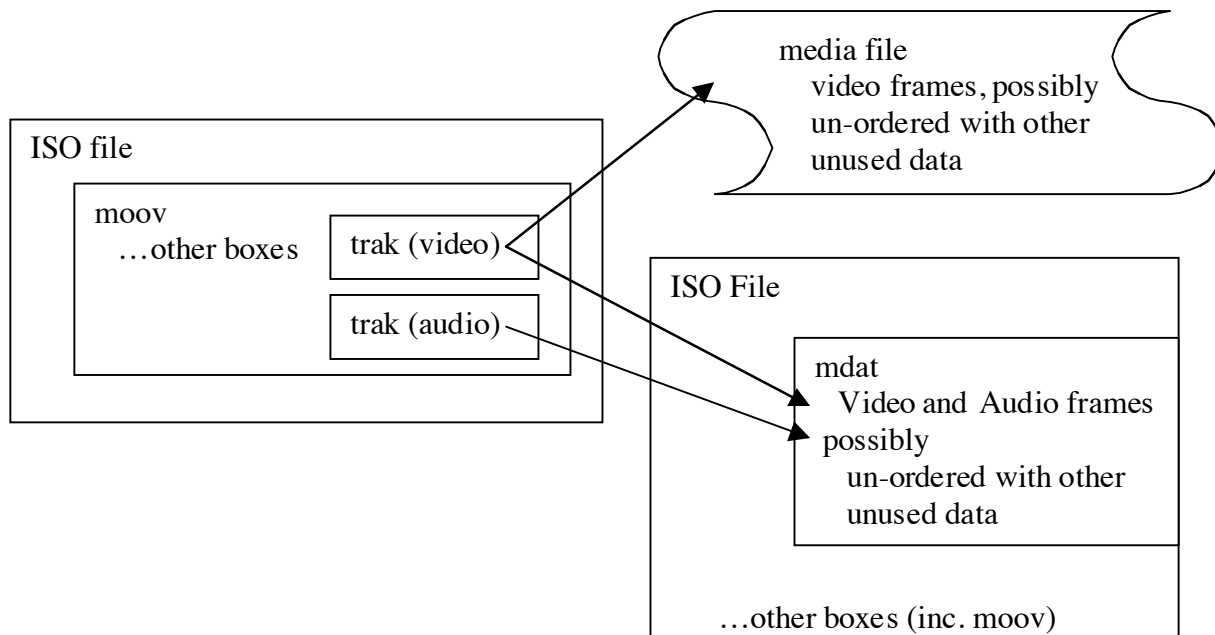 media file
video frames, possibly
un-ordered with other
unused data
ISO file
moov
…other boxes
trak (video)
trak (audio)
ISO File
mdat
Video and Audio frames
possibly
un-ordered with other
unused data
…other boxes (inc. moov)